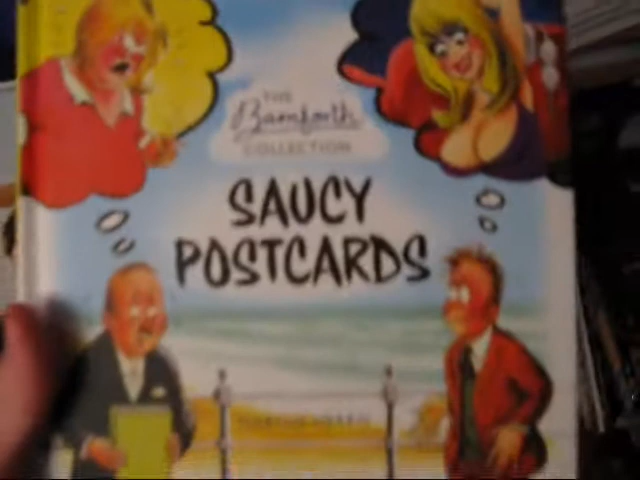 THE
Bamforth
COLLECTION
SAUCY
POSTCARDS